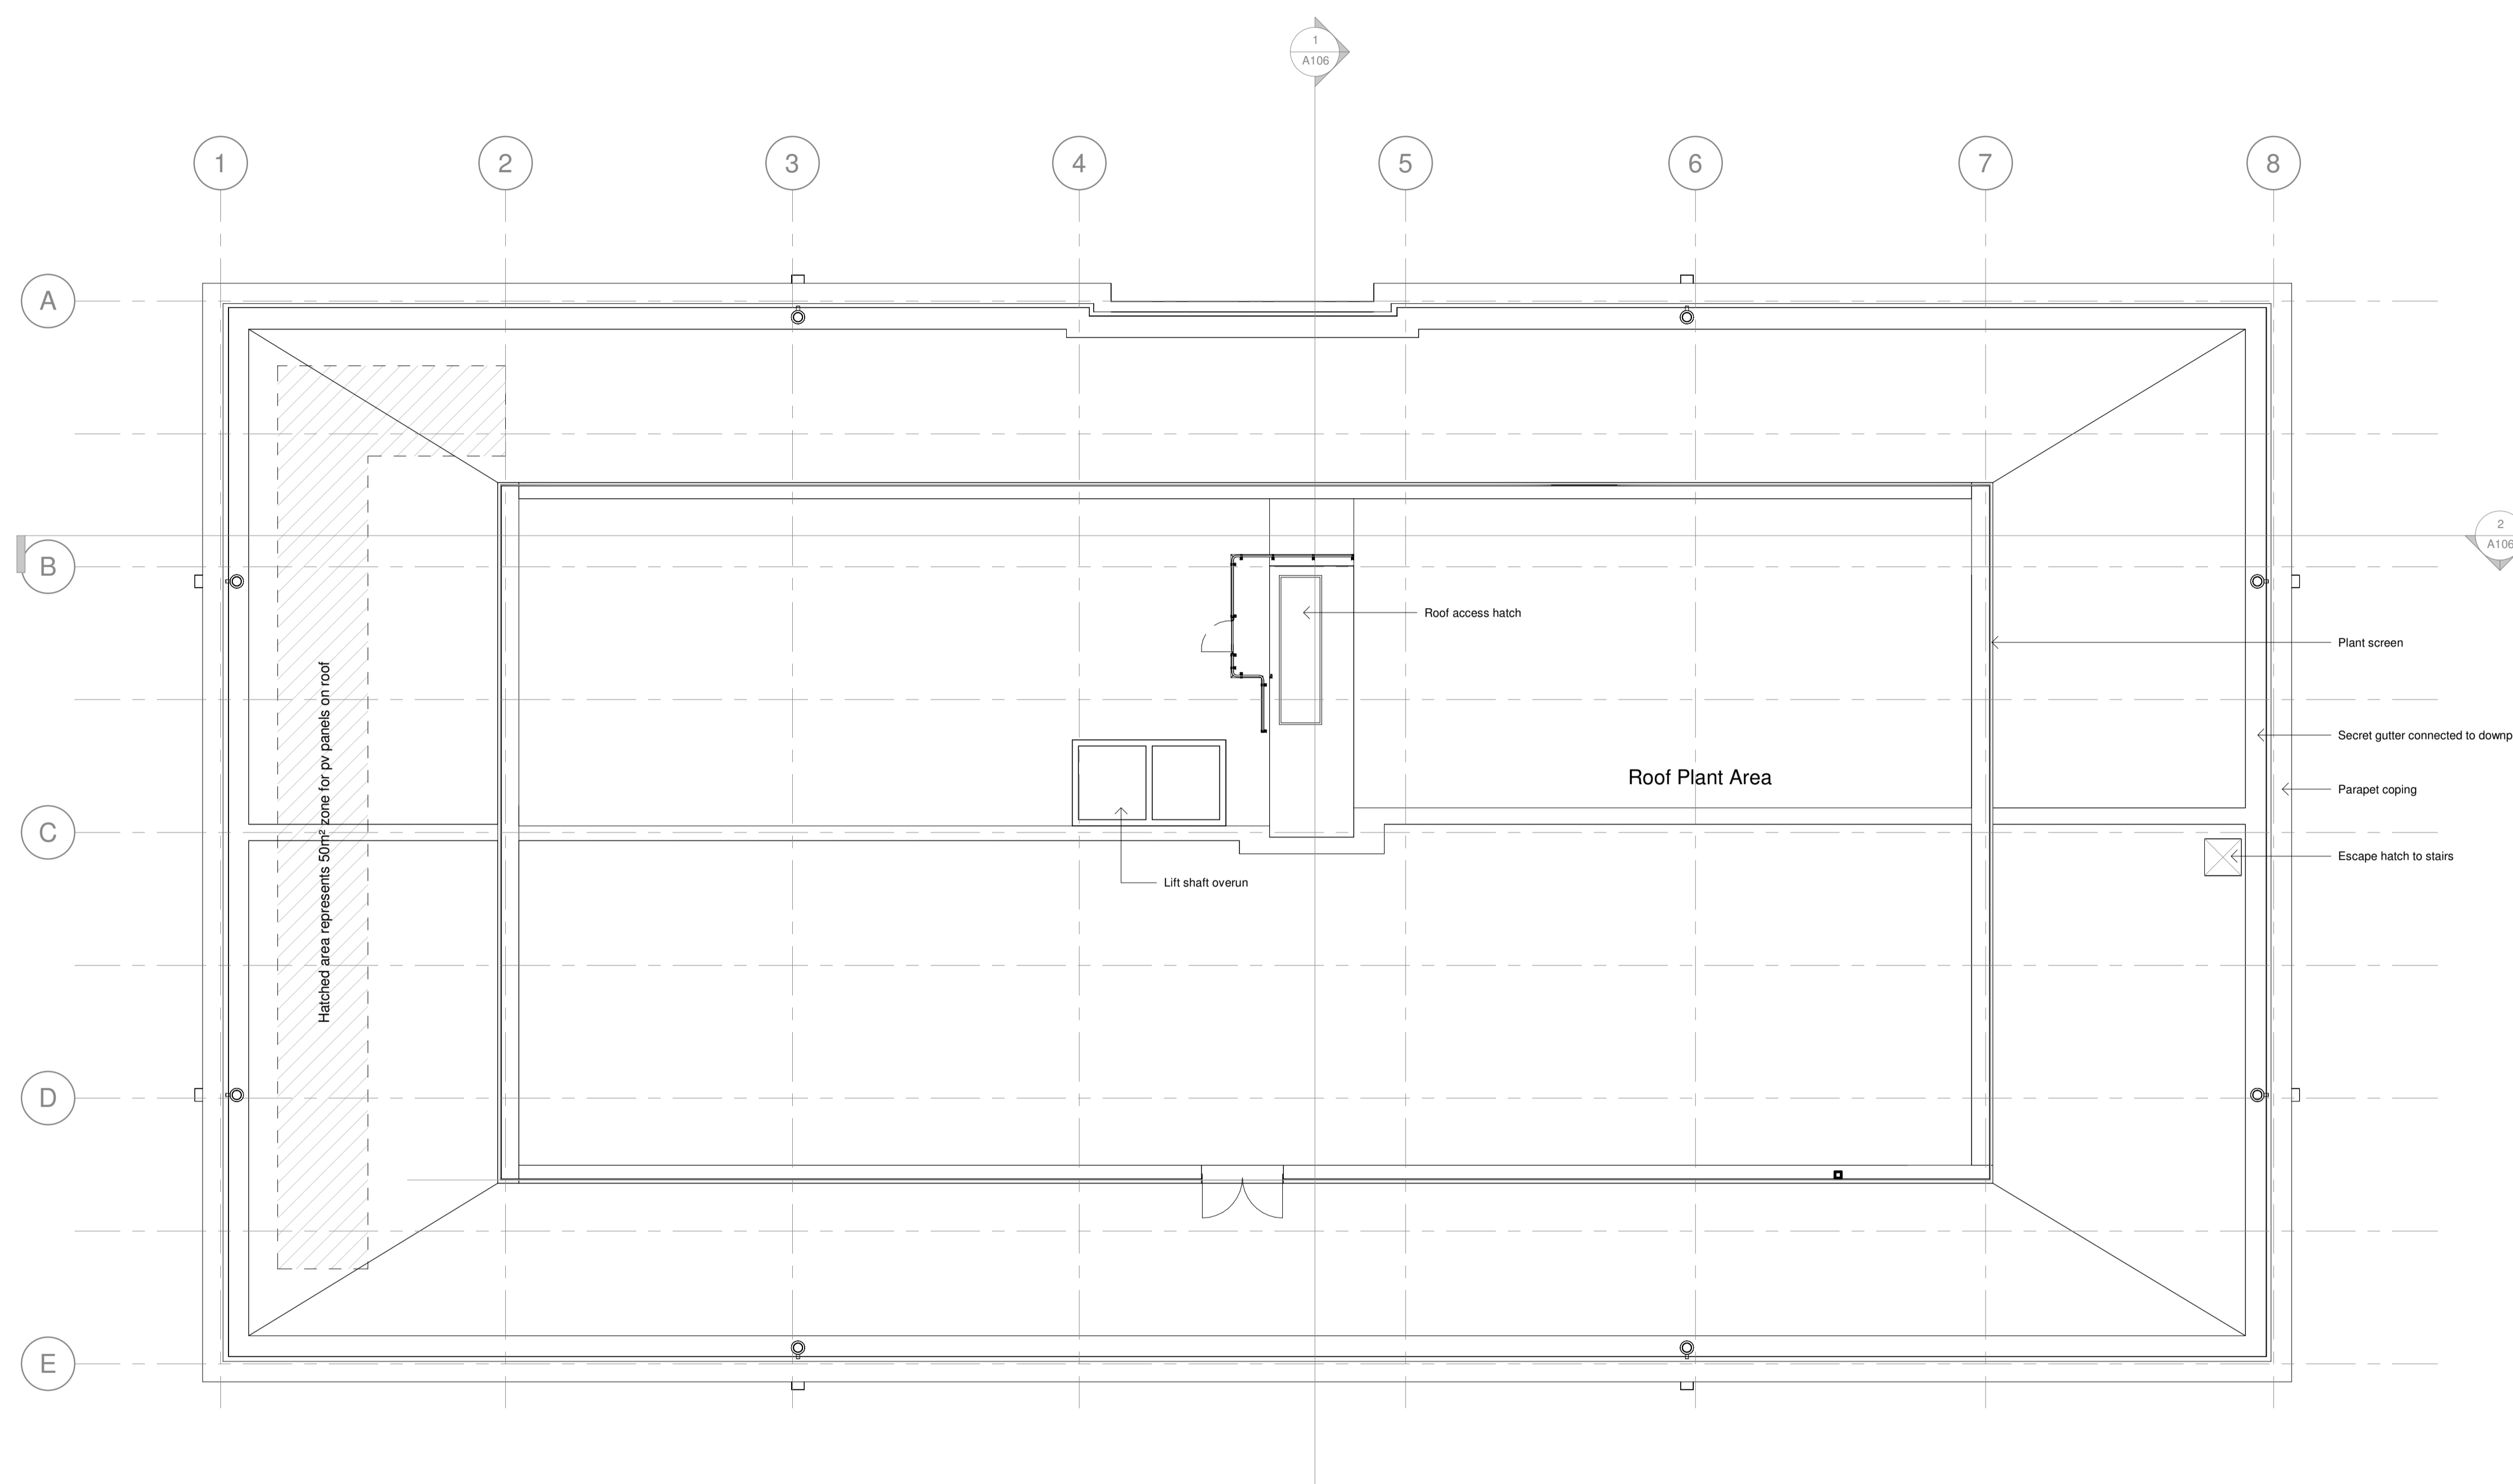 1
A106
1
2
3
4
5
6
7
8
A
B
C
D
E
2
A106
Roof access hatch
Plant screen
Secret gutter connected to downp
Roof Plant Area
Parapet coping
Escape hatch to stairs
Lift shaft overun
Hatched area represents 50m² zone for pv panels on roof